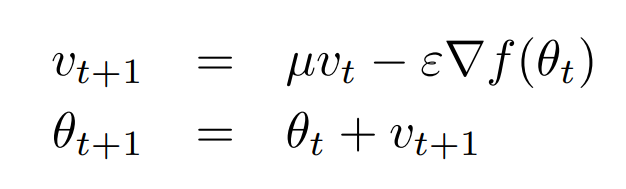 v_{t+1} = μv_t − ε∇f(θ_t)
θ_{t+1} = θ_t + v_{t+1}